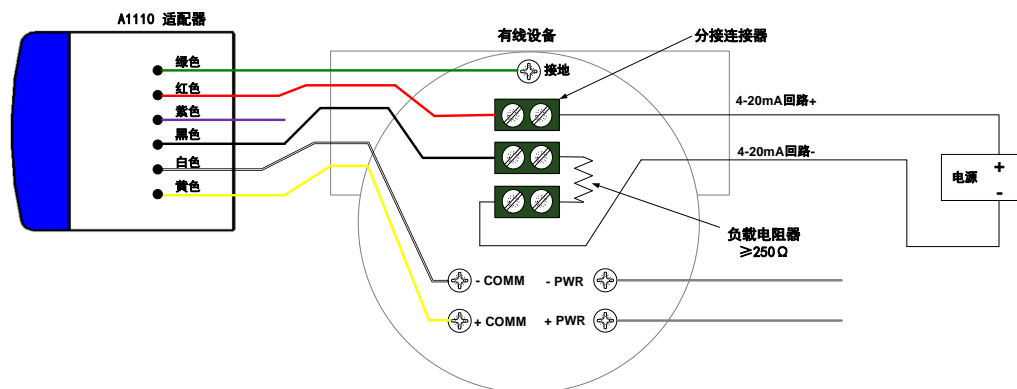 A1110 适配器
绿色
红色
紫色
黑色
白色
黄色
有线设备
接地
分接连接器
4-20mA回路+
4-20mA回路-
电源
+
-
负载电阻器
≥250Ω
- COMM
- PWR
+ COMM
+ PWR